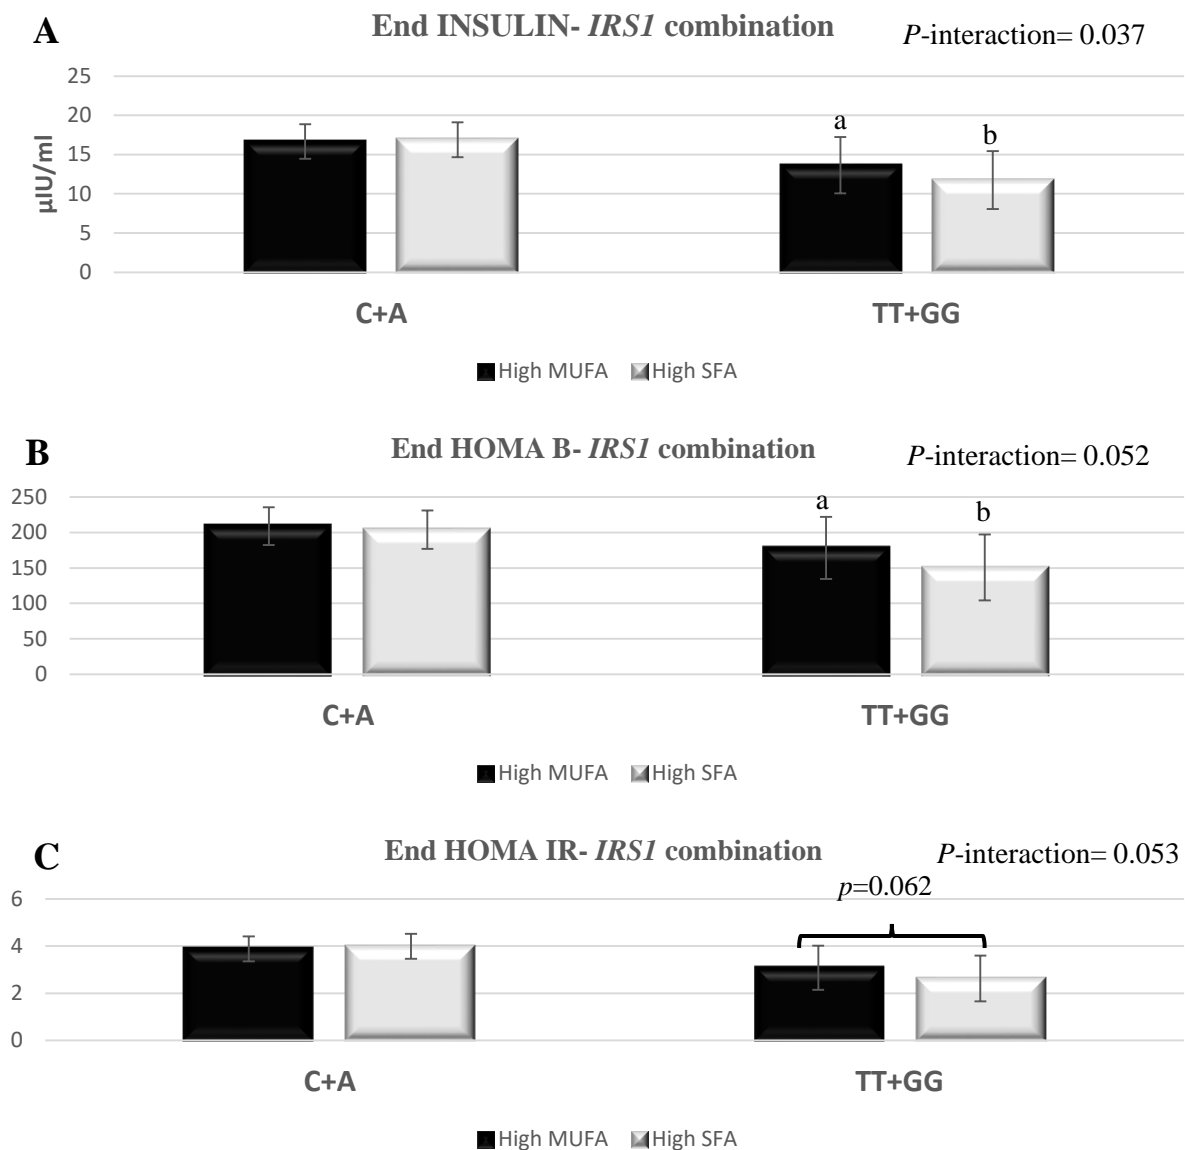 A
End INSULIN- IRS1 combination
P-interaction= 0.037
25
20
15
10
5
0
µIU/ml
a
b
C+A
TT+GG
High MUFA
High SFA
B
End HOMA B- IRS1 combination
P-interaction= 0.052
250
200
150
100
50
0
a
b
C+A
TT+GG
High MUFA
High SFA
C
End HOMA IR- IRS1 combination
P-interaction= 0.053
p=0.062
6
4
2
0
C+A
TT+GG
High MUFA
High SFA